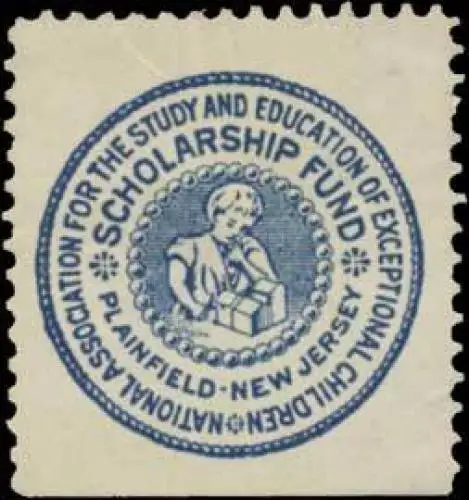 NATIONAL ASSOCIATION FOR THE STUDY AND EDUCATION OF EXCEPTIONAL CHILDREN
SCHOLARSHIP FUND
PLAINFIELD - NEW JERSEY